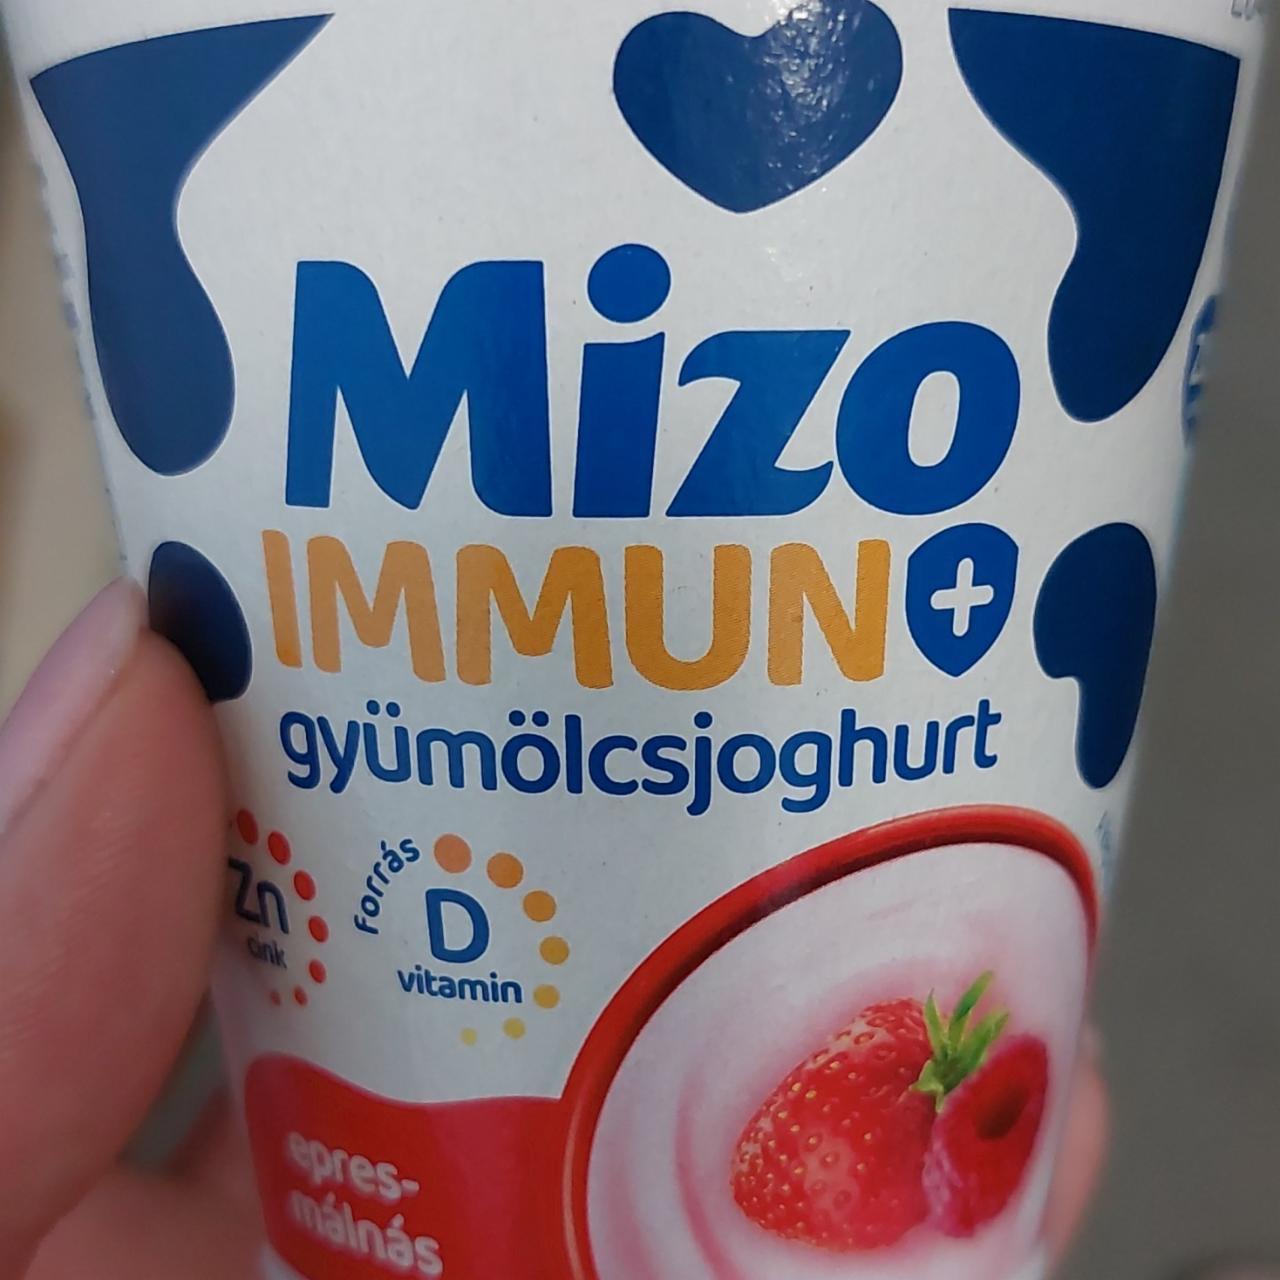 Mizo
IMMUN+
gyümölcsjoghurt
Zn
cink
Forrás
D
vitamin
epres-
málnás